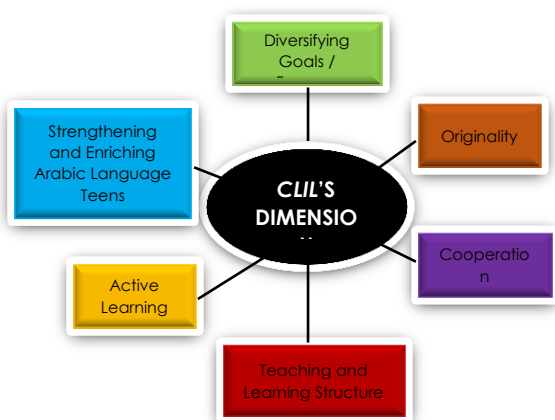 Diversifying
Goals /
Strengthening
and Enriching
Arabic Language
Teens
Originality
CLIL'S
DIMENSIO
Cooperatio
n
Active
Learning
Teaching and
Learning Structure